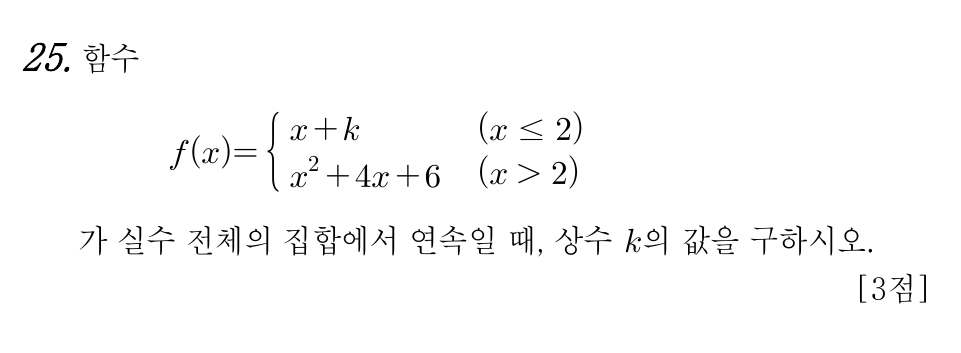 25. 함수
f(x)= { x+k (x ≤ 2)
x²+4x+6 (x > 2)
가 실수 전체의 집합에서 연속일 때, 상수 k의 값을 구하시오.
[3점]